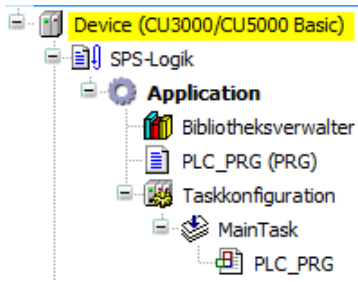 Device (CU3000/CU5000 Basic)
SPS-Logik
Application
Bibliotheksverwalter
PLC_PRG (PRG)
Taskkonfiguration
MainTask
PLC_PRG